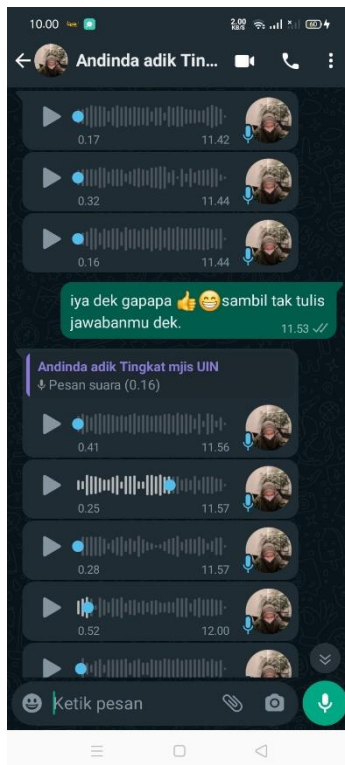 10.00
2,00 KB/S
60
Andinda adik Tin...
0.17 11.42
0.32 11.44
0.16 11.44
iya dek gapapa 👍😁sambil tak tulis
jawabanmu dek.
11.53
Andinda adik Tingkat mjis UIN
Pesan suara (0.16)
0.41 11.56
0.25 11.57
0.28 11.57
0.52 12.00
Ketik pesan